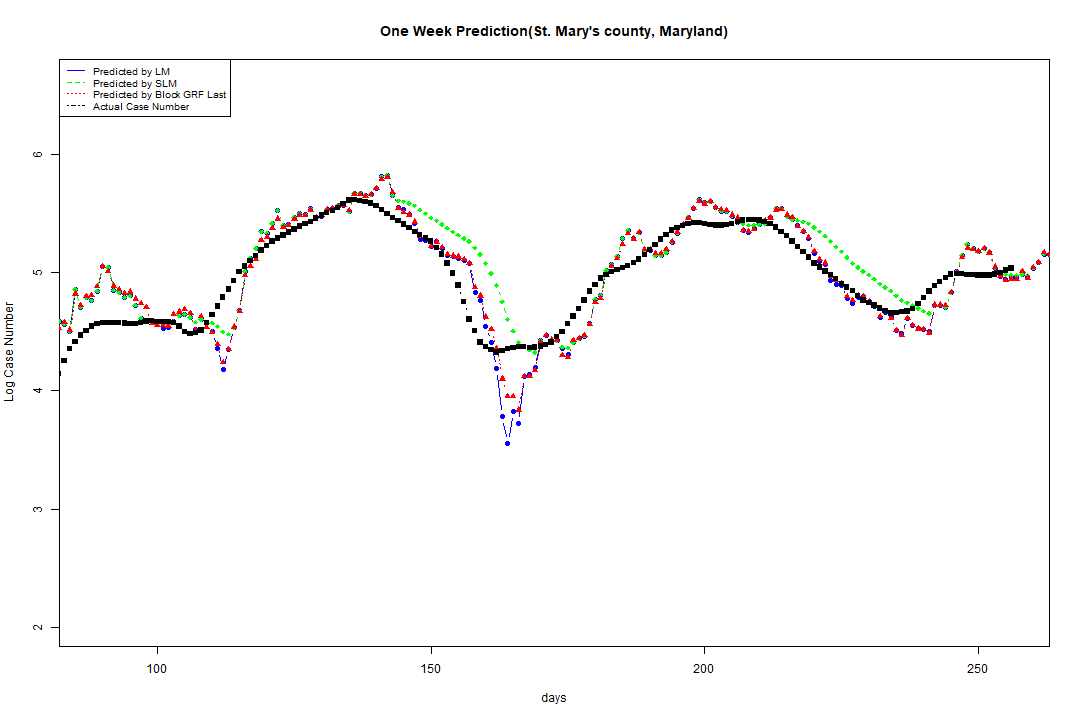 One Week Prediction(St. Mary's county, Maryland)
Predicted by LM
Predicted by SLM
Predicted by Block GRF Last
Actual Case Number
6
5
4
3
2
Log Case Number
100
150
200
250
days